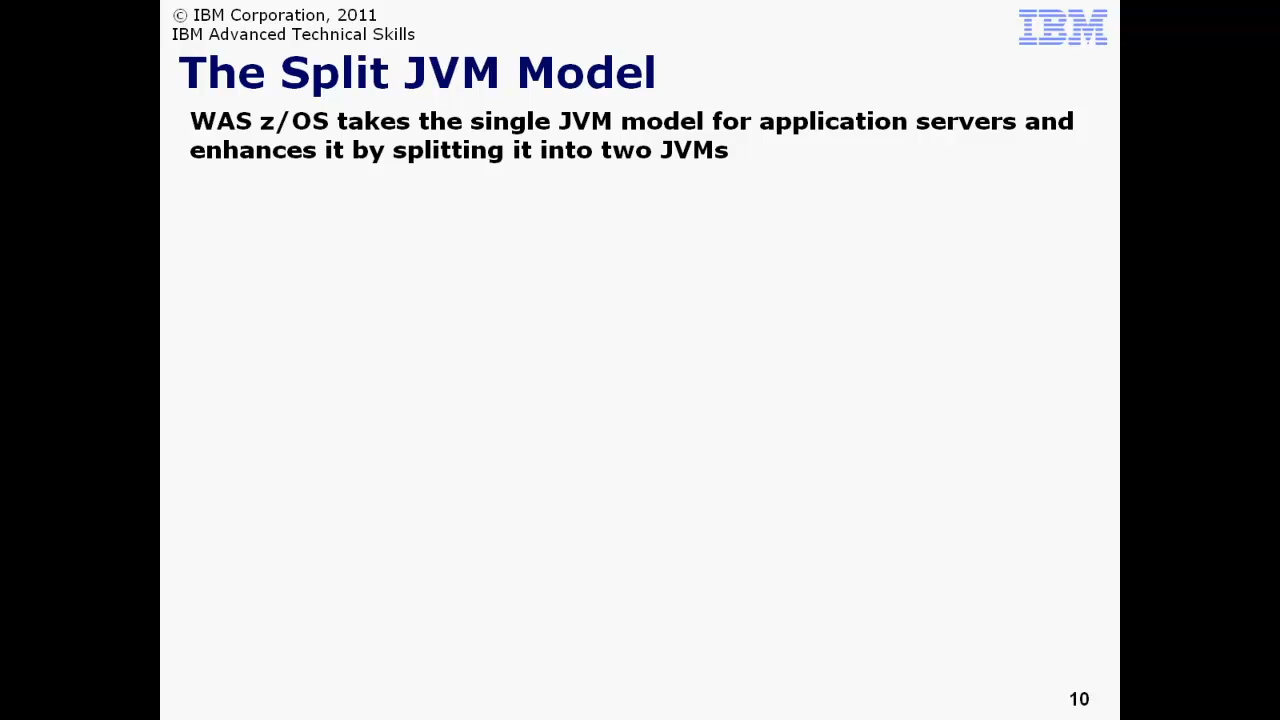 © IBM Corporation, 2011
IBM Advanced Technical Skills
IBM
The Split JVM Model
WAS z/OS takes the single JVM model for application servers and
enhances it by splitting it into two JVMs
10